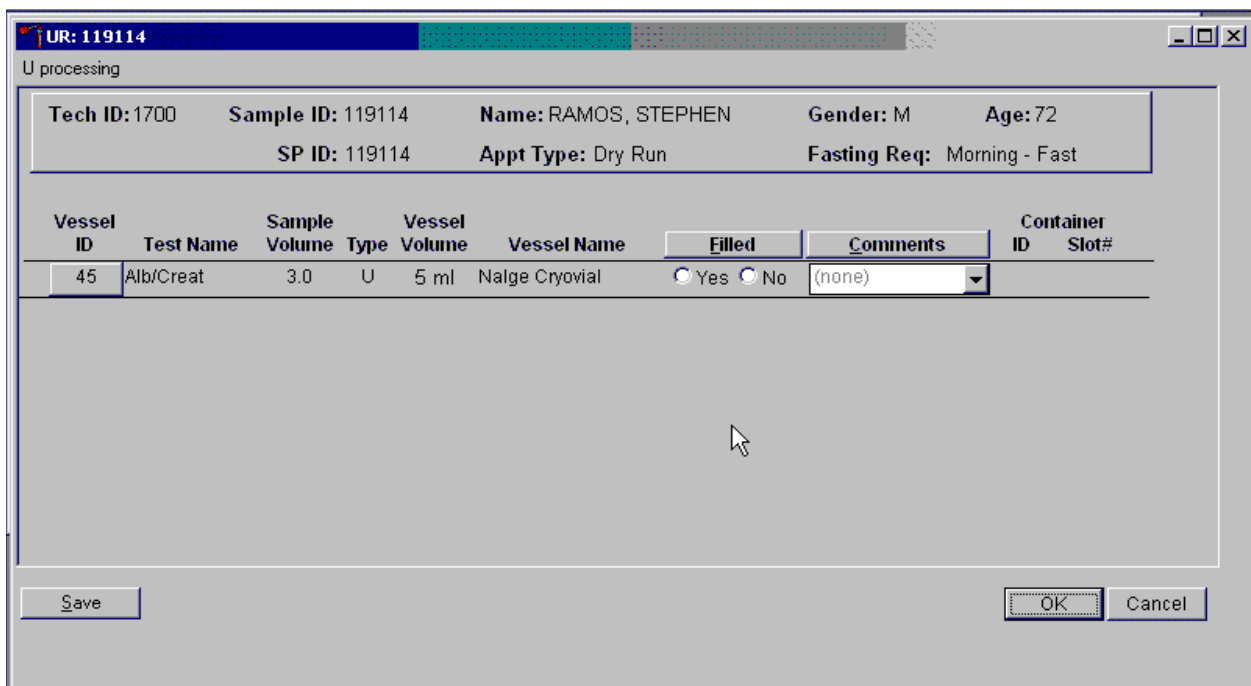 UR: 119114
U processing
Tech ID: 1700 Sample ID: 119114 Name: RAMOS, STEPHEN Gender: M Age: 72
SP ID: 119114 Appt Type: Dry Run Fasting Req: Morning - Fast
Vessel Sample Vessel Container
ID Test Name Volume Type Volume Vessel Name Filled Comments ID Slot#
45 Alb/Creat 3.0 U 5 ml Nalge Cryovial Yes No (none)
Save OK Cancel